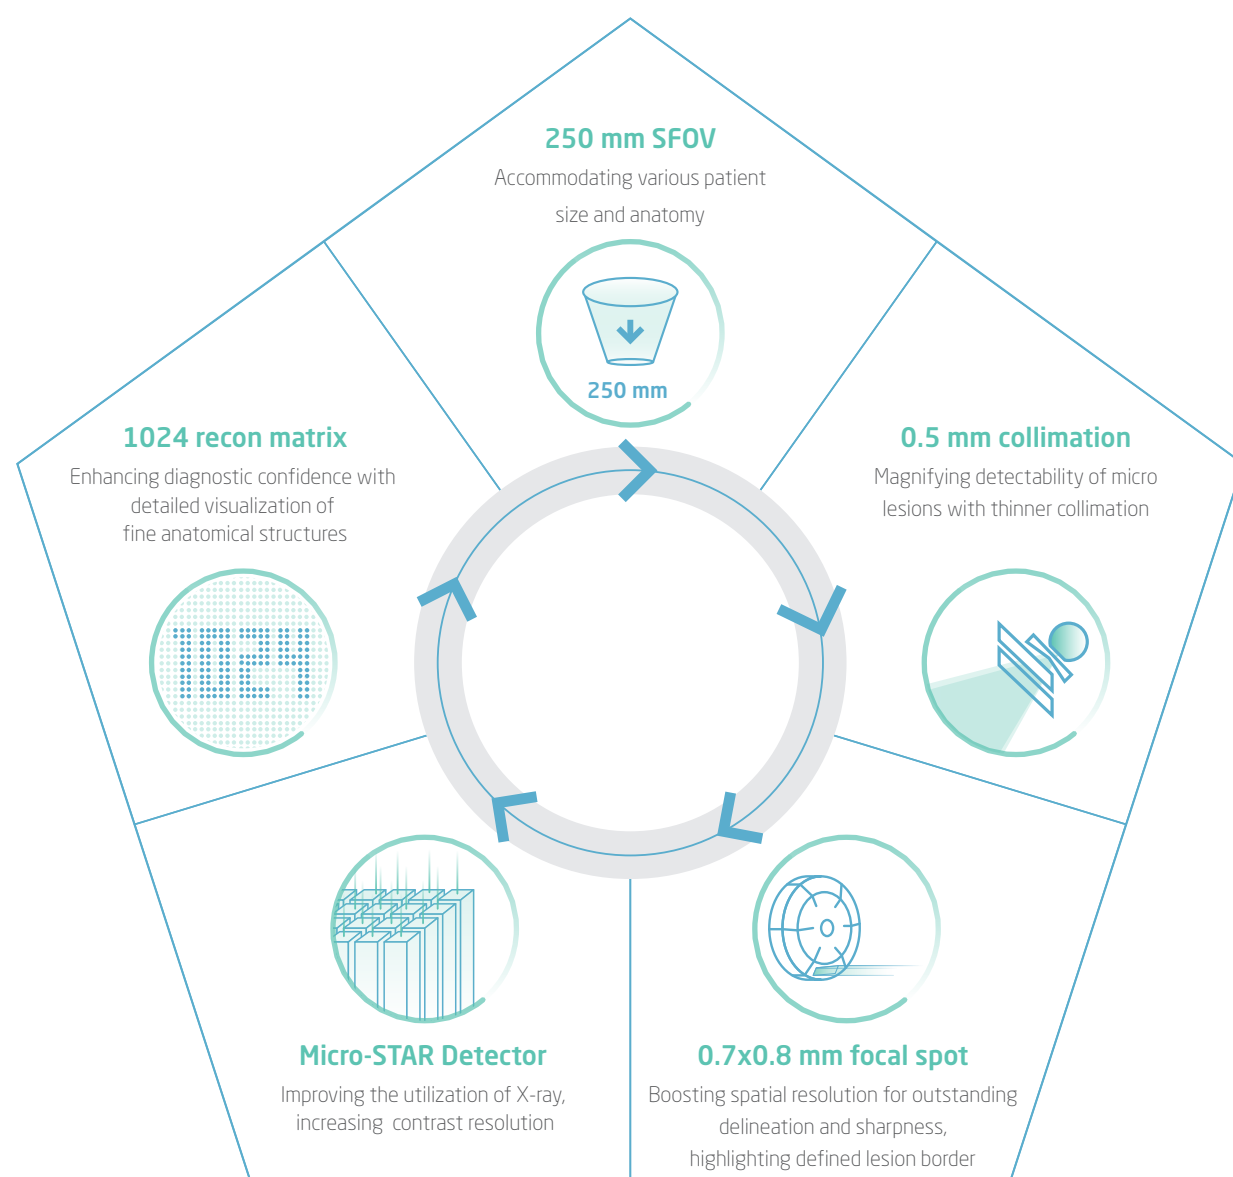 250 mm SFOV
Accommodating various patient
size and anatomy
250 mm
1024 recon matrix
Enhancing diagnostic confidence with
detailed visualization of
fine anatomical structures
1024
0.5 mm collimation
Magnifying detectability of micro
lesions with thinner collimation
Micro-STAR Detector
Improving the utilization of X-ray,
increasing contrast resolution
0.7x0.8 mm focal spot
Boosting spatial resolution for outstanding
delineation and sharpness,
highlighting defined lesion border